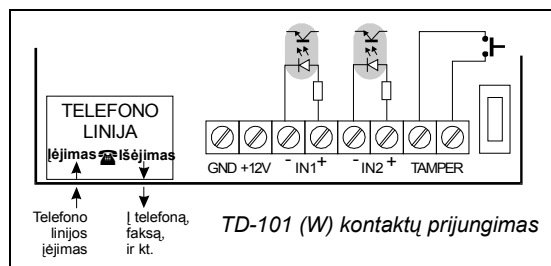 TELEFONO
LINIJA
Įėjimas Išėjimas
GND +12V - IN1 + - IN2 + TAMPER
Telefono
linijos
įėjimas
Į telefoną,
faksą,
ir kt.
TD-101 (W) kontaktų prijungimas